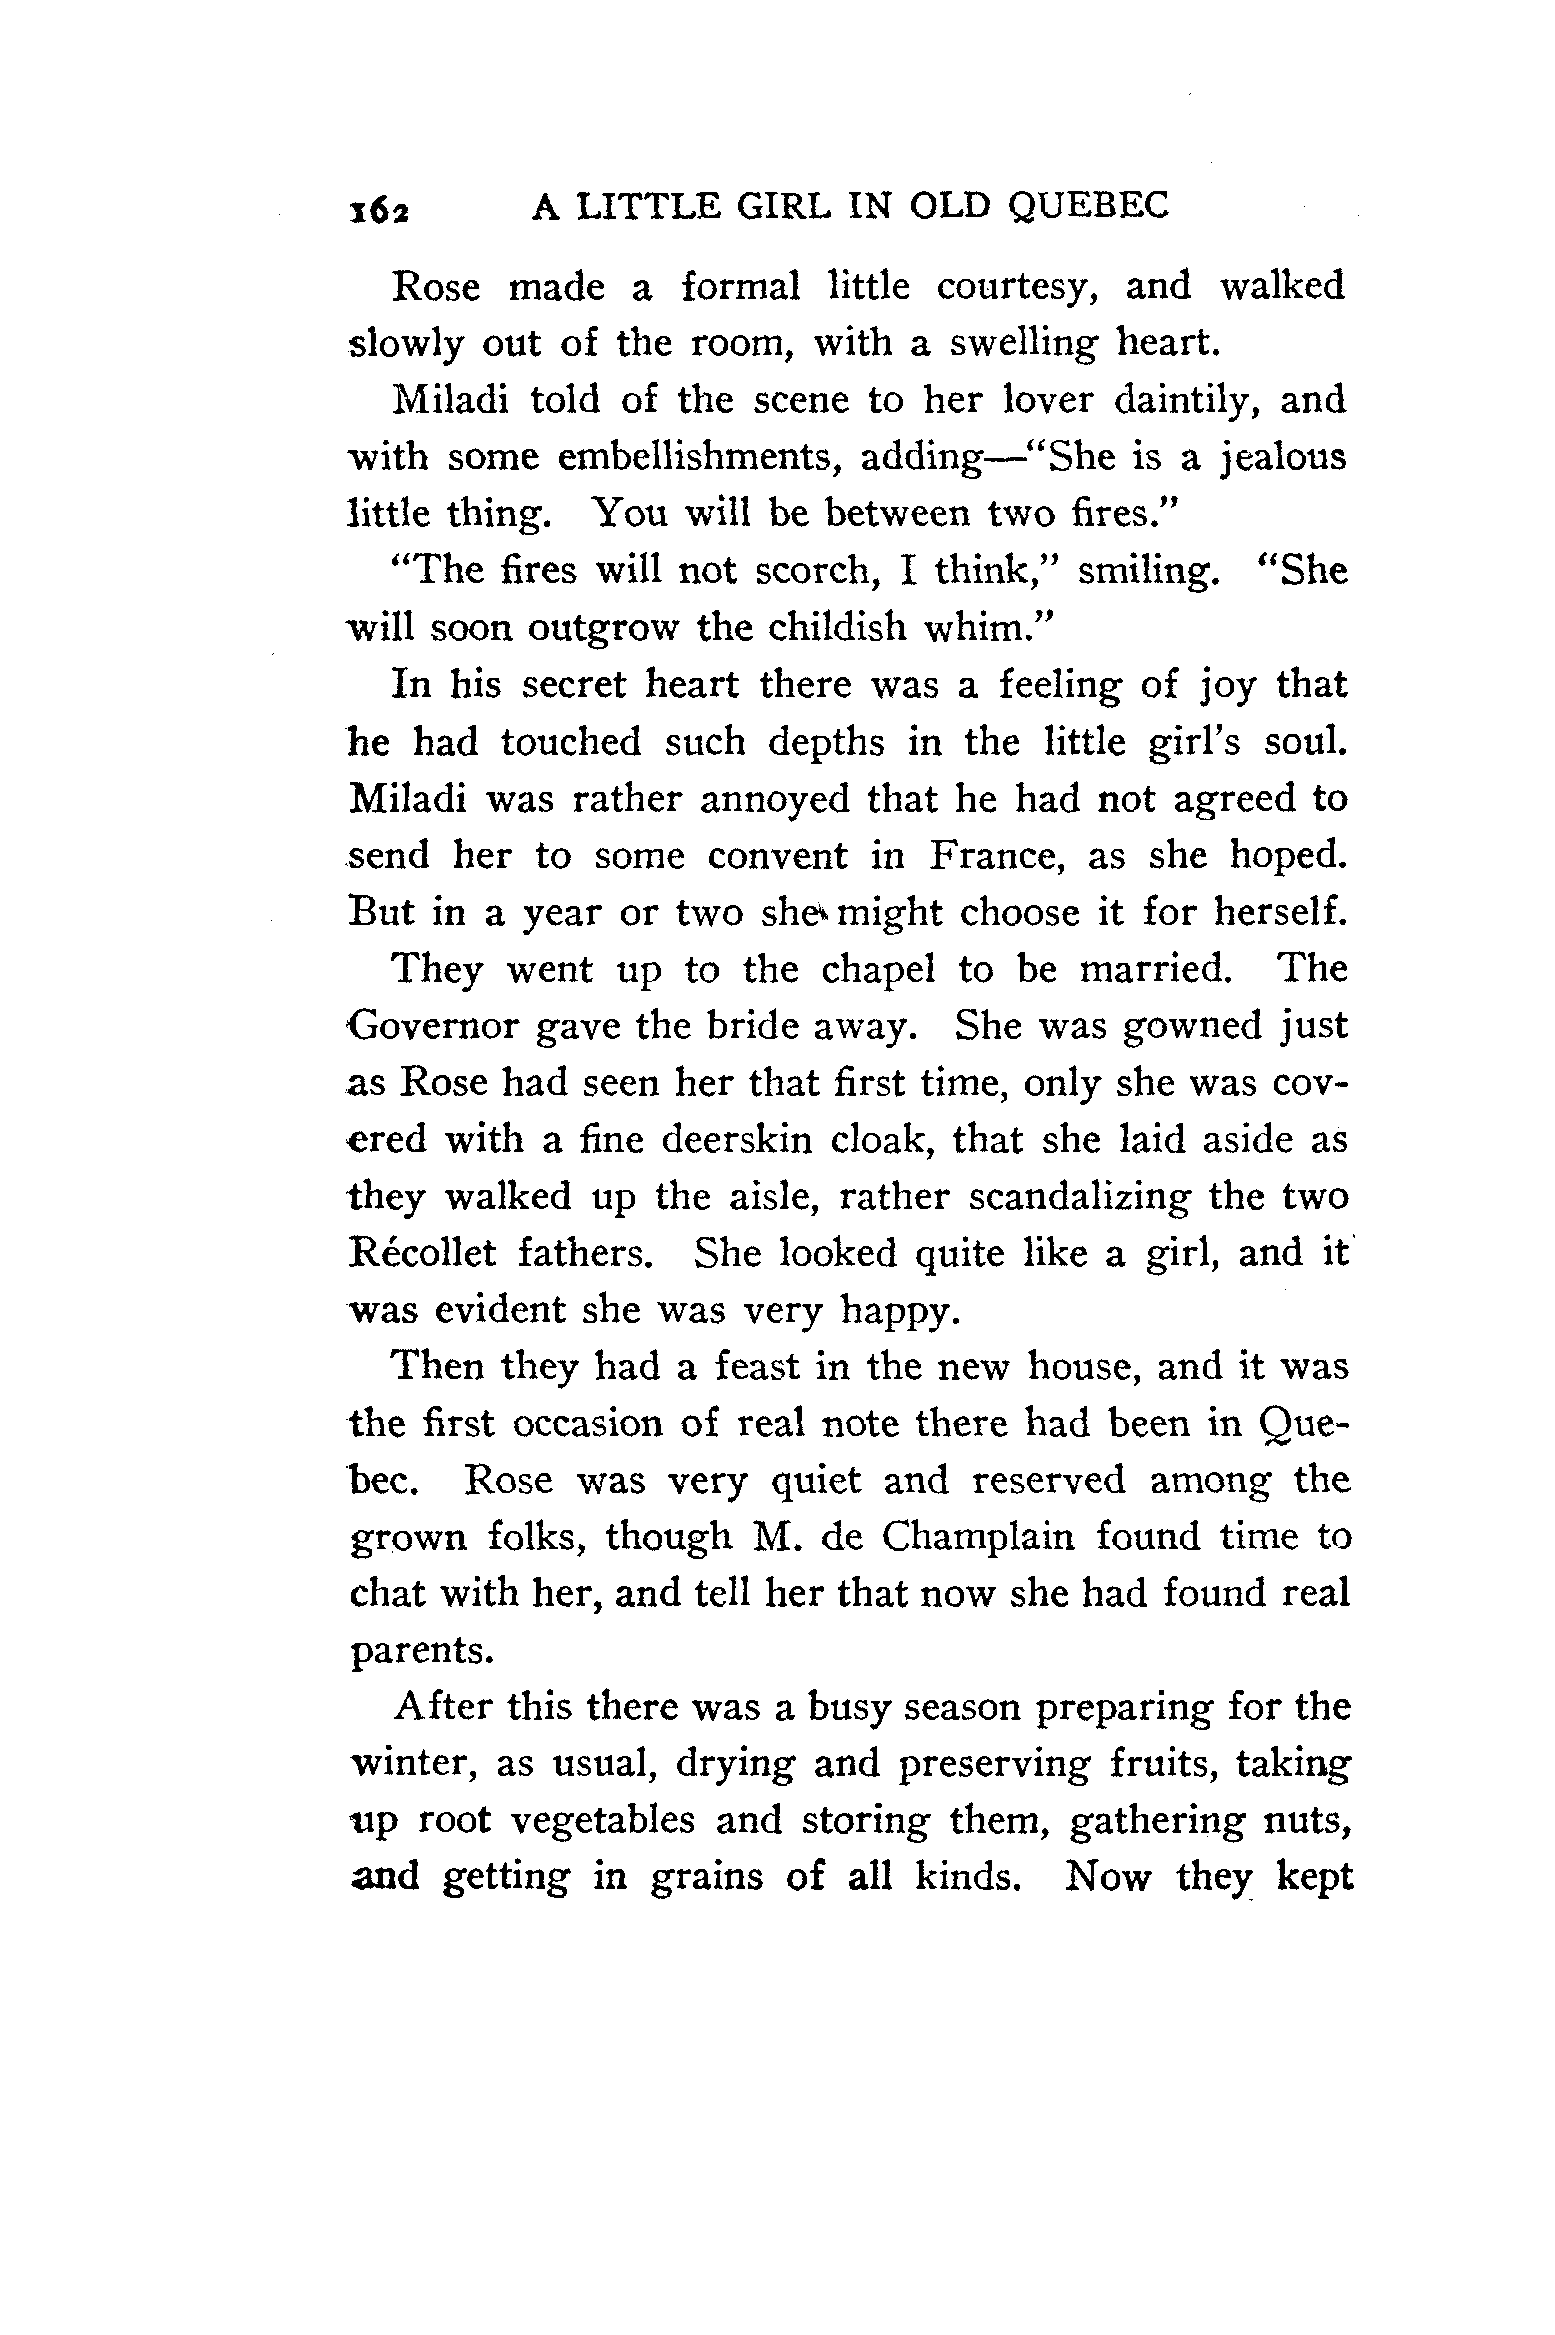 162 A LITTLE GIRL IN OLD QUEBEC
Rose made a formal little courtesy, and walked
slowly out of the room, with a swelling heart.
Miladi told of the scene to her lover daintily, and
with some embellishments, adding—“She is a jealous
little thing. You will be between two fires.”
“The fires will not scorch, I think,” smiling. “She
will soon outgrow the childish whim.”
In his secret heart there was a feeling of joy that
he had touched such depths in the little girl’s soul.
Miladi was rather annoyed that he had not agreed to
send her to some convent in France, as she hoped.
But in a year or two she might choose it for herself.
They went up to the chapel to be married. The
Governor gave the bride away. She was gowned just
as Rose had seen her that first time, only she was cov-
ered with a fine deerskin cloak, that she laid aside as
they walked up the aisle, rather scandalizing the two
Récollet fathers. She looked quite like a girl, and it
was evident she was very happy.
Then they had a feast in the new house, and it was
the first occasion of real note there had been in Que-
bec. Rose was very quiet and reserved among the
grown folks, though M. de Champlain found time to
chat with her, and tell her that now she had found real
parents.
After this there was a busy season preparing for the
winter, as usual, drying and preserving fruits, taking
up root vegetables and storing them, gathering nuts,
and getting in grains of all kinds. Now they kept